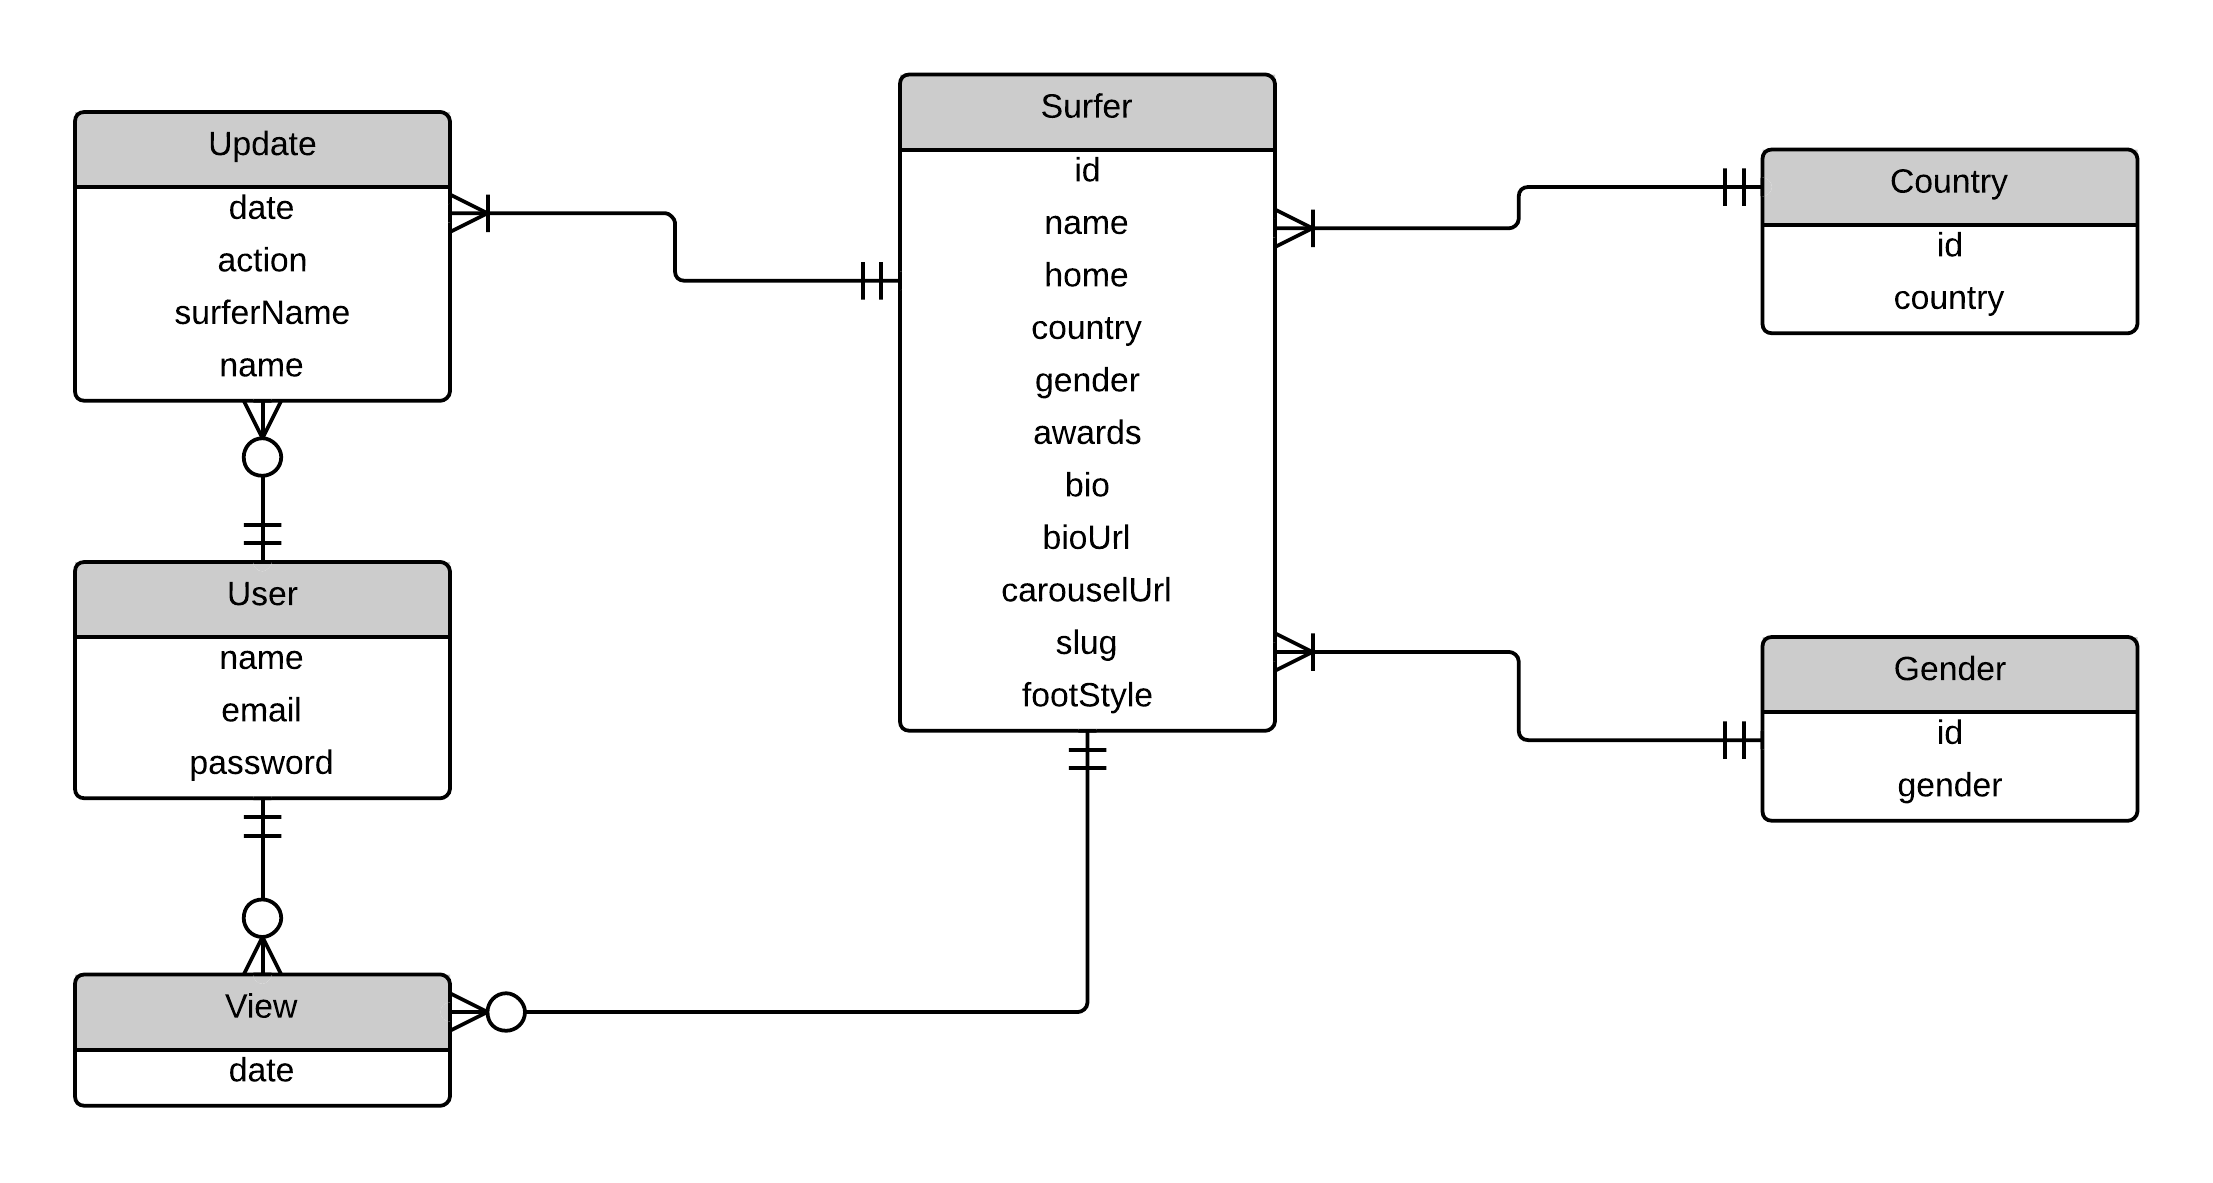 Update
date
action
surferName
name
User
name
email
password
View
date
Surfer
id
name
home
country
gender
awards
bio
bioUrl
carouselUrl
slug
footStyle
Country
id
country
Gender
id
gender